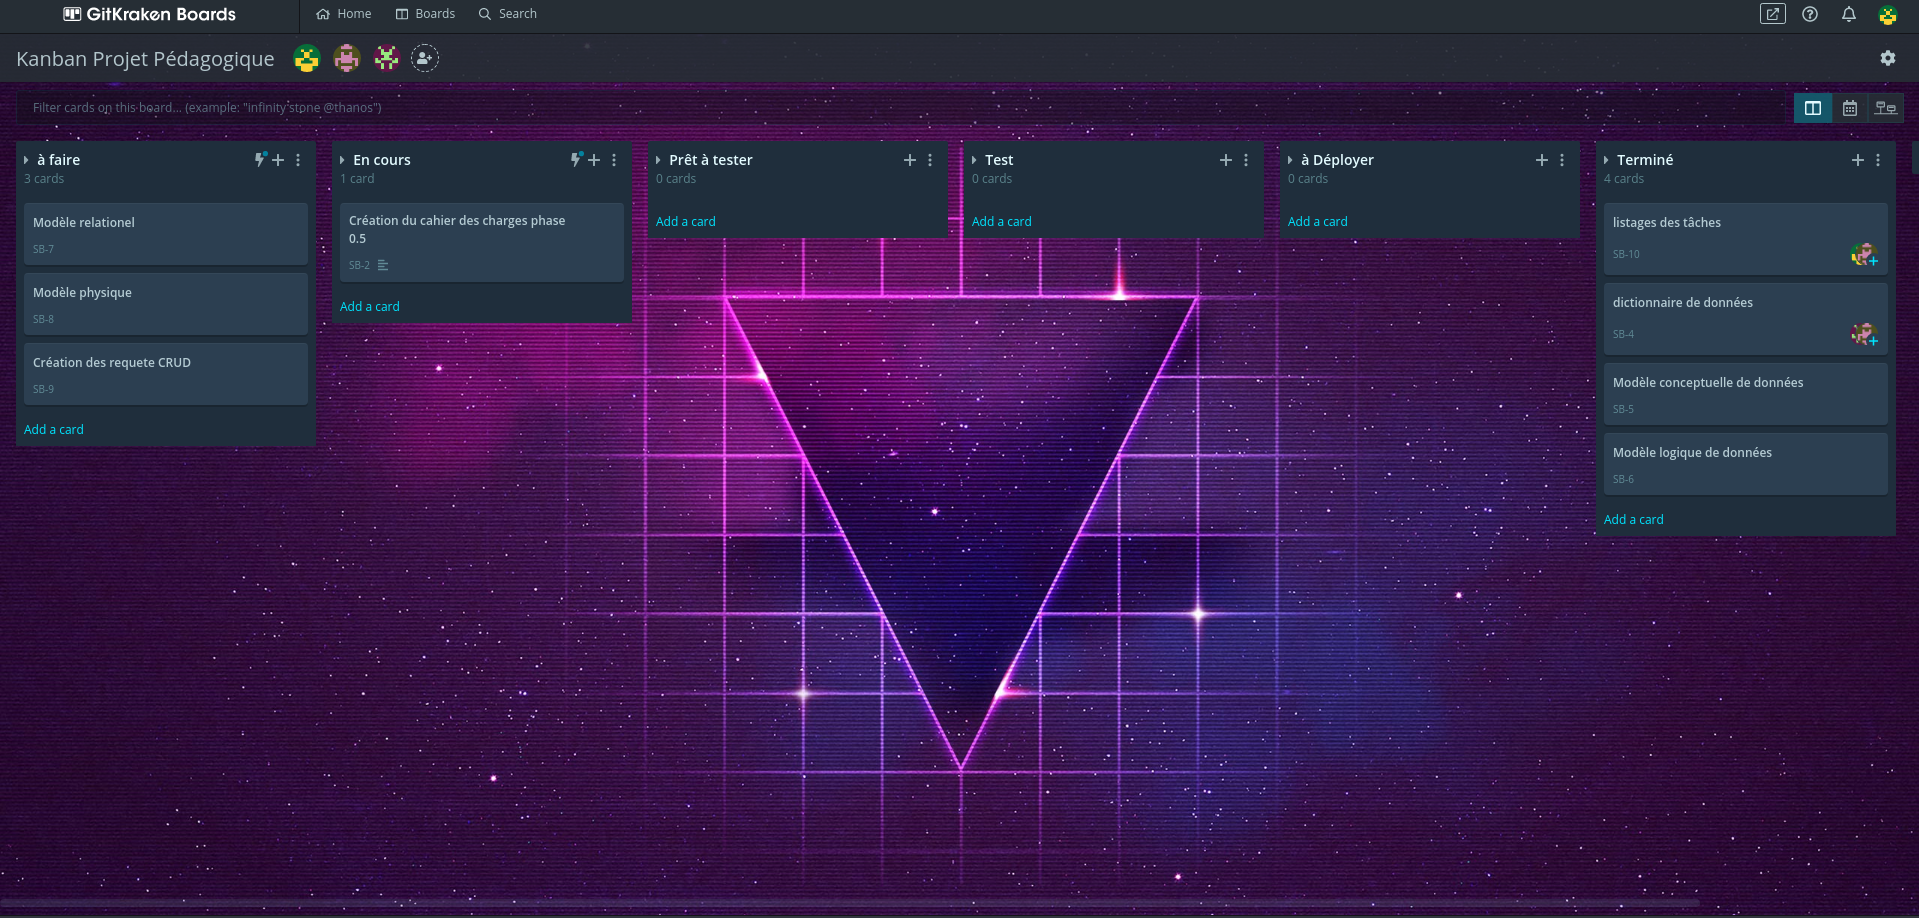 GitKraken Boards
Home
Boards
Search
Kanban Projet Pédagogique
Filter cards on this board... (example: "infinity stone @thanos")
à faire
3 cards
Modèle relationel
SB-7
Modèle physique
SB-8
Création des requete CRUD
SB-9
Add a card
En cours
1 card
Création du cahier des charges phase
0.5
SB-2
Add a card
Prêt à tester
0 cards
Add a card
Test
0 cards
Add a card
à Déployer
0 cards
Add a card
Terminé
4 cards
listages des tâches
SB-10
dictionnaire de données
SB-4
Modèle conceptuelle de données
SB-5
Modèle logique de données
SB-6
Add a card